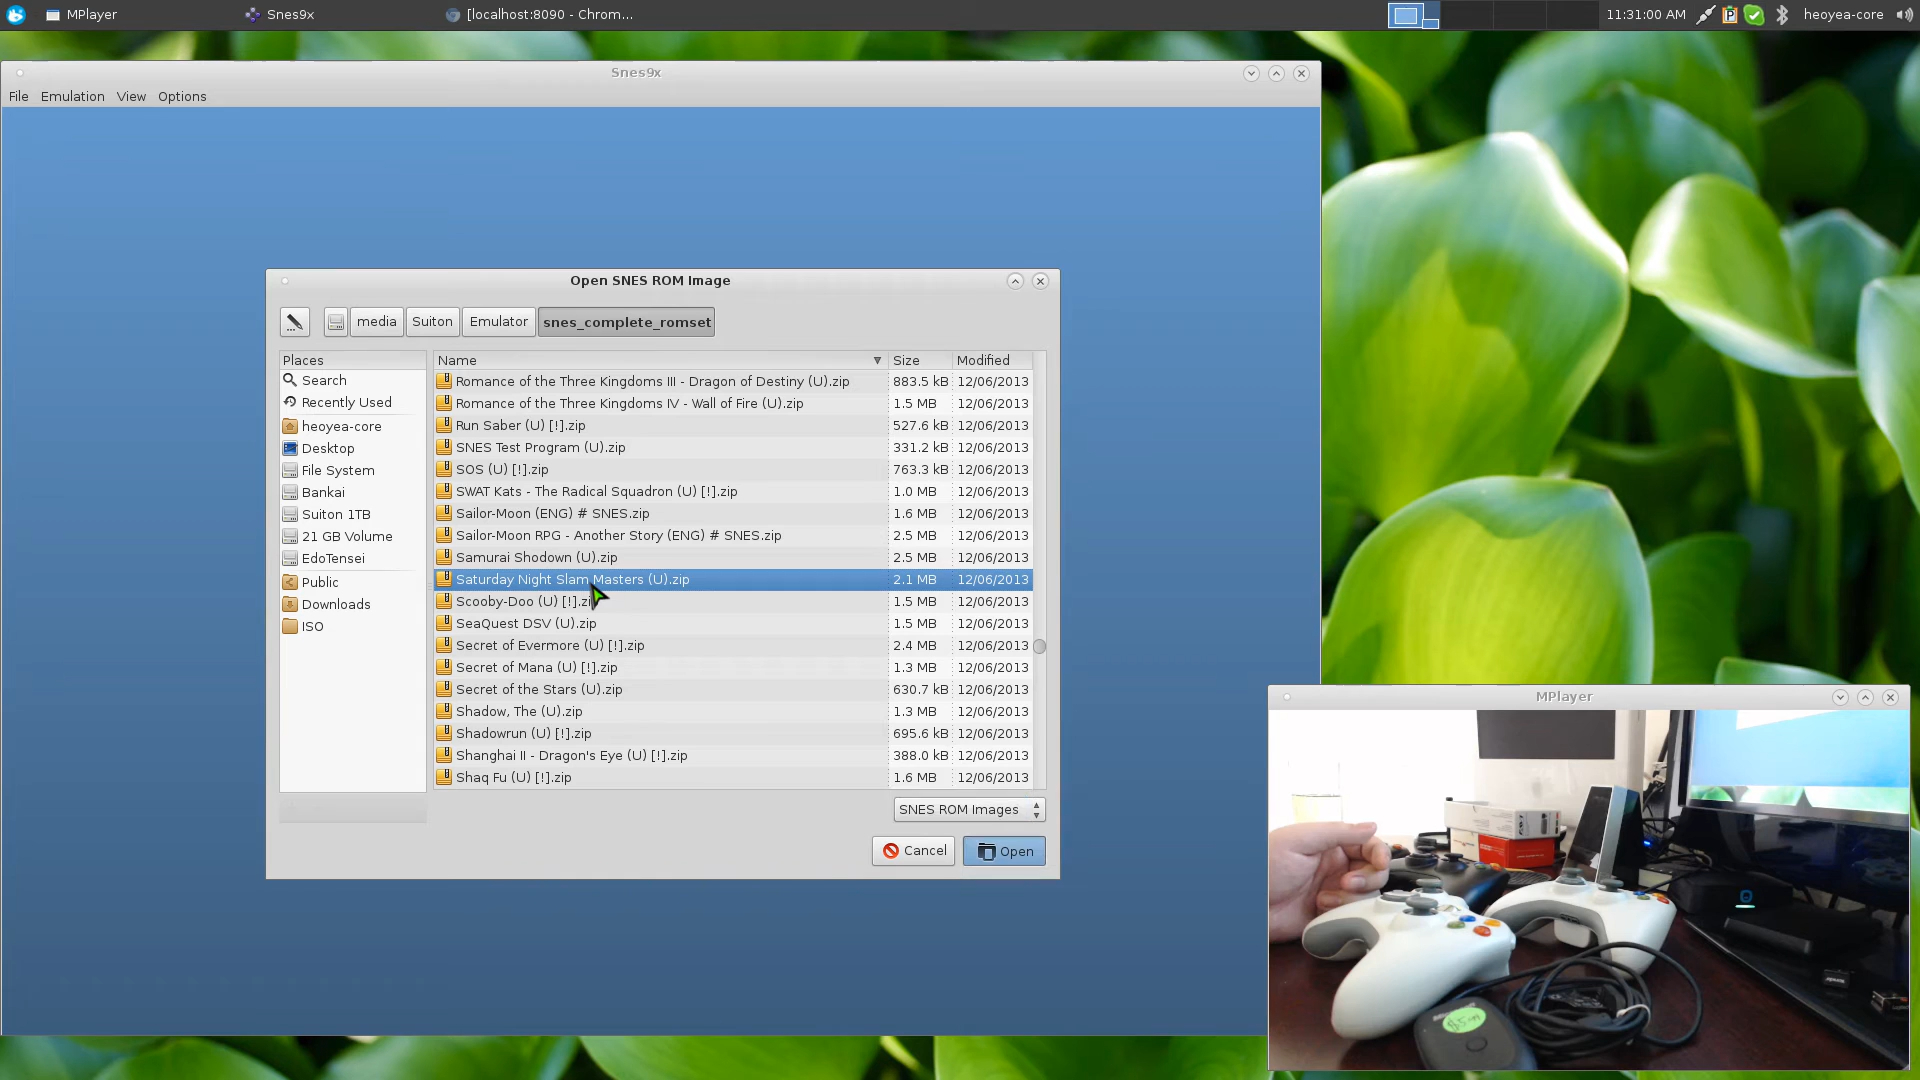 MPlayer
Snes9x
[localhost:8090 - Chrom...
11:31:00 AM
heoyea-core
Snes9x
File Emulation View Options
Open SNES ROM Image
media Suiton Emulator snes_complete_romset
Places
Search
Recently Used
heoyea-core
Desktop
File System
Bankai
Suiton 1TB
21 GB Volume
EdoTensei
Public
Downloads
ISO
Name Size Modified
Romance of the Three Kingdoms III - Dragon of Destiny (U).zip 883.5 kB 12/06/2013
Romance of the Three Kingdoms IV - Wall of Fire (U).zip 1.5 MB 12/06/2013
Run Saber (U) [!].zip 527.6 kB 12/06/2013
SNES Test Program (U).zip 331.2 kB 12/06/2013
SOS (U) [!].zip 763.3 kB 12/06/2013
SWAT Kats - The Radical Squadron (U) [!].zip 1.0 MB 12/06/2013
Sailor-Moon (ENG) # SNES.zip 1.6 MB 12/06/2013
Sailor-Moon RPG - Another Story (ENG) # SNES.zip 2.5 MB 12/06/2013
Samurai Shodown (U).zip 2.5 MB 12/06/2013
Saturday Night Slam Masters (U).zip 2.1 MB 12/06/2013
Scooby-Doo (U) [!].zi 1.5 MB 12/06/2013
SeaQuest DSV (U).zip 1.5 MB 12/06/2013
Secret of Evermore (U) [!].zip 2.4 MB 12/06/2013
Secret of Mana (U) [!].zip 1.3 MB 12/06/2013
Secret of the Stars (U).zip 630.7 kB 12/06/2013
Shadow, The (U).zip 1.3 MB 12/06/2013
Shadowrun (U) [!].zip 695.6 kB 12/06/2013
Shanghai II - Dragon's Eye (U) [!].zip 388.0 kB 12/06/2013
Shaq Fu (U) [!].zip 1.6 MB 12/06/2013
SNES ROM Images
Cancel Open
MPlayer